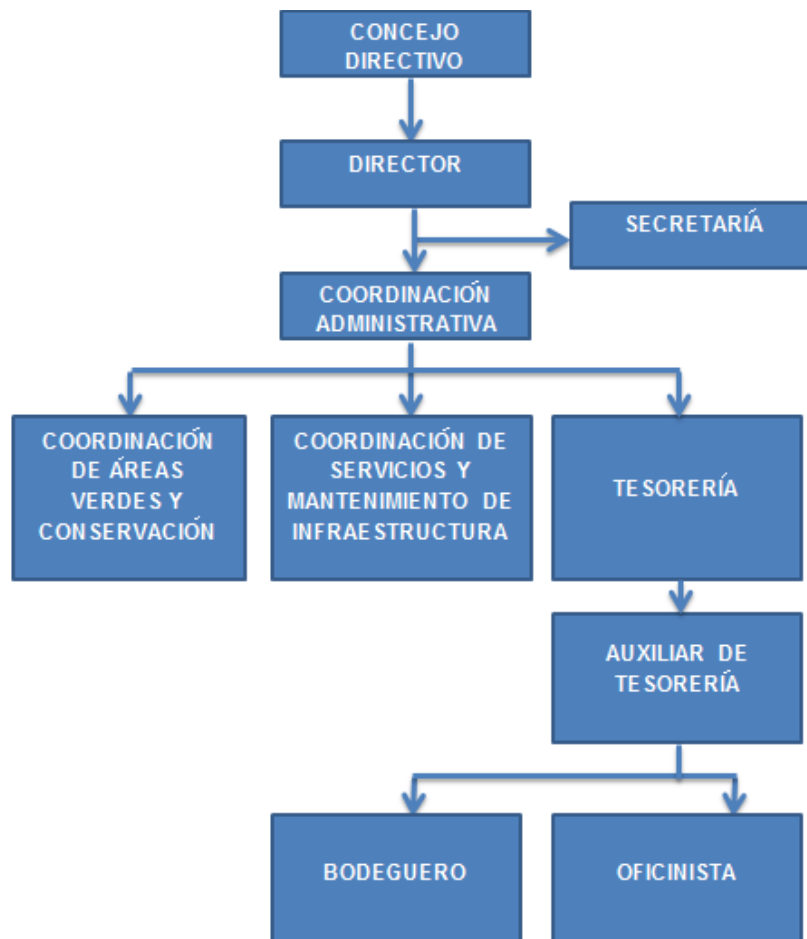 CONCEJO
DIRECTIVO
DIRECTOR
SECRETARÍA
COORDINACIÓN
ADMINISTRATIVA
COORDINACIÓN
DE ÁREAS
VERDES Y
CONSERVACIÓN
COORDINACIÓN DE
SERVICIOS Y
MANTENIMIENTO DE
INFRAESTRUCTURA
TESORERÍA
AUXILIAR DE
TESORERÍA
BODEGUERO
OFICINISTA